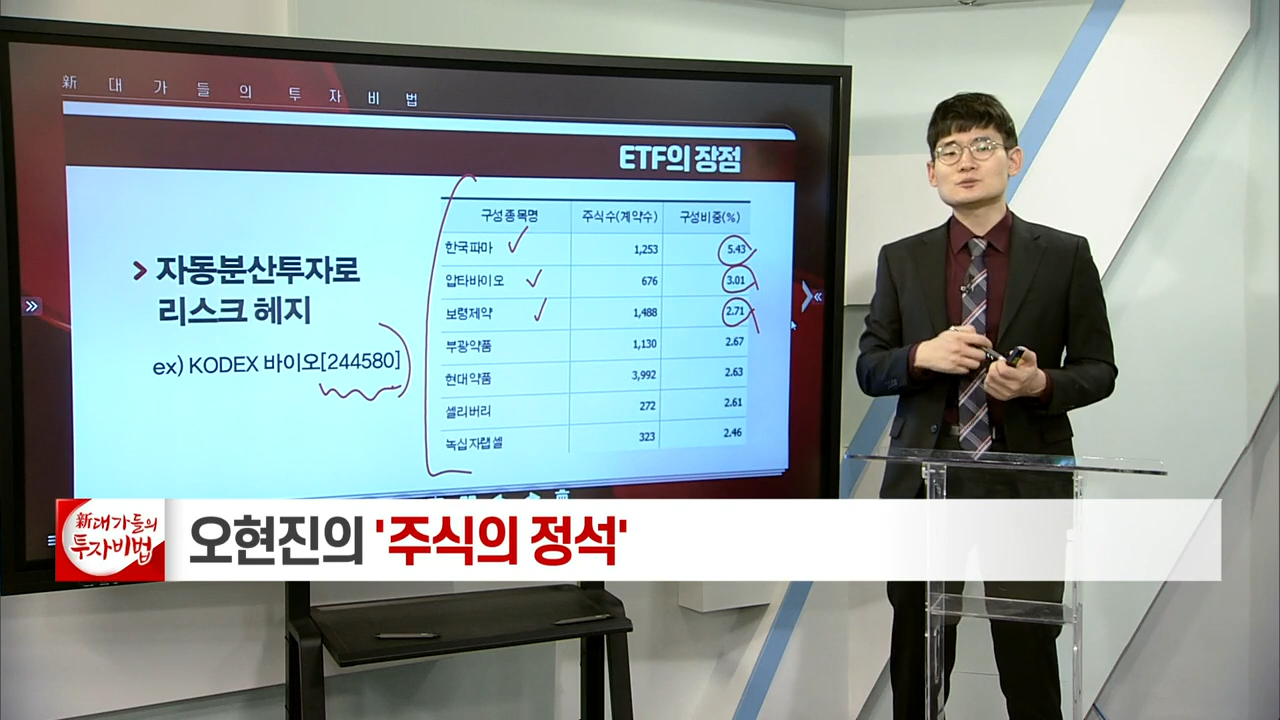 新 대 가 들 의 투 자 비 법
ETF의 장점
자동분산투자로
리스크 헤지
ex) KODEX 바이오[244580]
구성종목명 주식수(계약수) 구성비중(%)
한국파마 1,253 5.43
압타바이오 676 3.01
보령제약 1,488 2.71
부광약품 1,130 2.67
현대약품 3,992 2.63
셀리버리 272 2.61
녹십자랩셀 323 2.46
新대가들의
투자비법
오현진의 '주식의 정석'